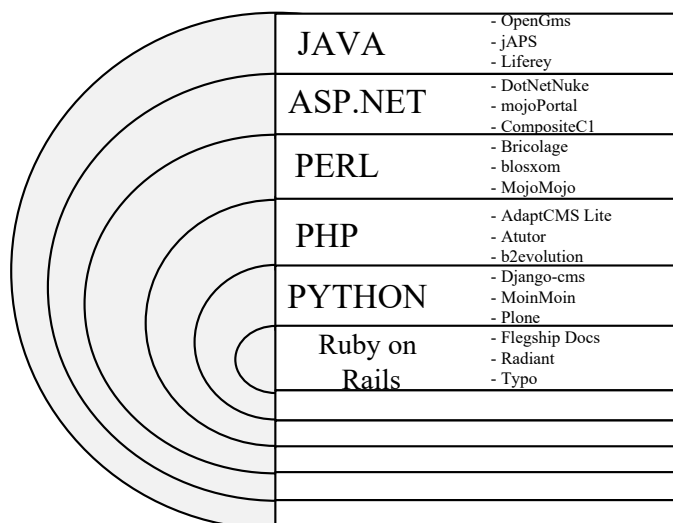 JAVA
- OpenGms
- jAPS
- Liferey
ASP.NET
- DotNetNuke
- mojoPortal
- CompositeC1
PERL
- Bricolage
- blosxom
- MojoMojo
PHP
- AdaptCMS Lite
- Atutor
- b2evolution
PYTHON
- Django-cms
- MoinMoin
- Plone
Ruby on
Rails
- Flegship Docs
- Radiant
- Typo